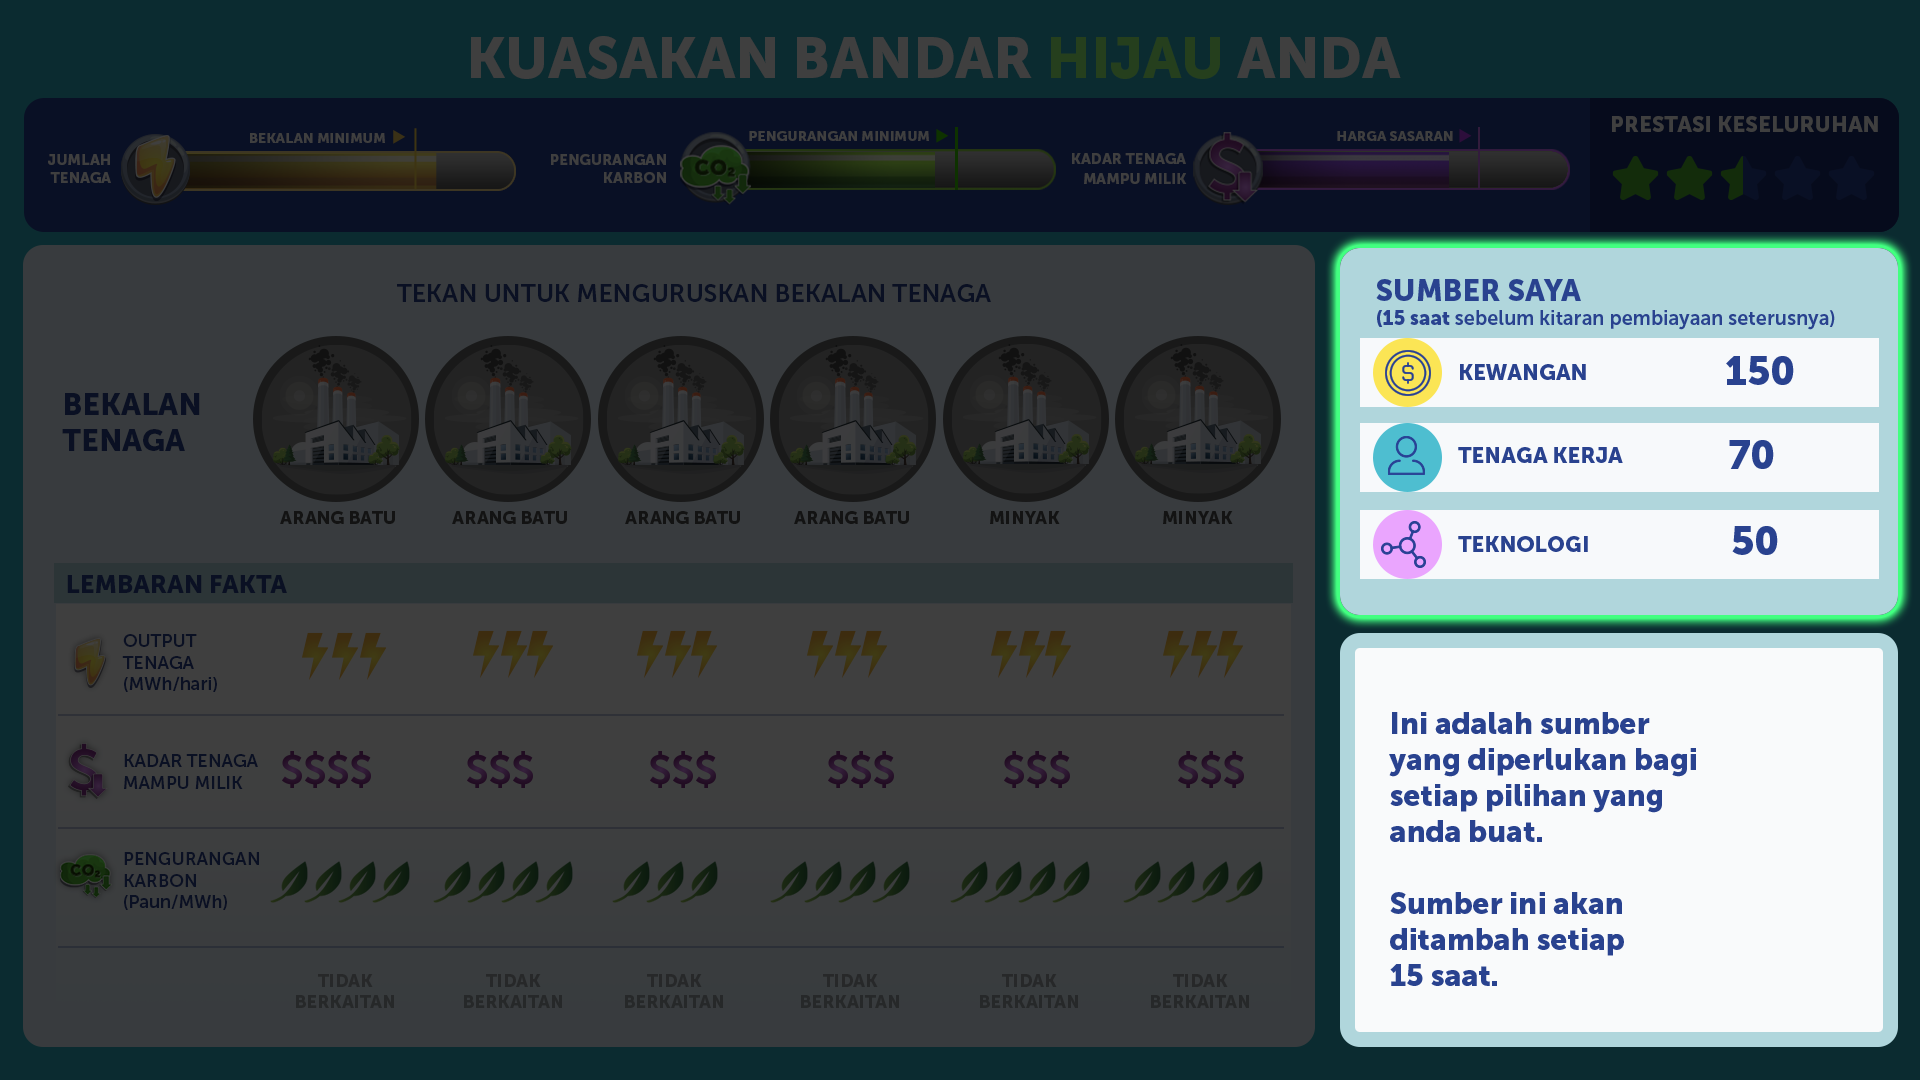 KUASAKAN BANDAR HIJAU ANDA
JUMLAH
TENAGA
BEKALAN MINIMUM
PENGURANGAN
KARBON
CO₂
PENGURANGAN MINIMUM
KADAR TENAGA
MAMPU MILIK
HARGA SASARAN
PRESTASI KESELURUHAN
TEKAN UNTUK MENGURUSKAN BEKALAN TENAGA
BEKALAN
TENAGA
ARANG BATU ARANG BATU ARANG BATU ARANG BATU MINYAK MINYAK
LEMBARAN FAKTA
OUTPUT
TENAGA
(MWh/hari)
KADAR TENAGA
MAMPU MILIK
$$$$ $$$ $$$ $$$ $$$ $$$
CO₂
PENGURANGAN
KARBON
(Paun/MWh)
TIDAK TIDAK TIDAK TIDAK TIDAK TIDAK
BERKAITAN BERKAITAN BERKAITAN BERKAITAN BERKAITAN BERKAITAN
SUMBER SAYA
(15 saat sebelum kitaran pembiayaan seterusnya)
KEWANGAN 150
TENAGA KERJA 70
TEKNOLOGI 50
Ini adalah sumber
yang diperlukan bagi
setiap pilihan yang
anda buat.
Sumber ini akan
ditambah setiap
15 saat.